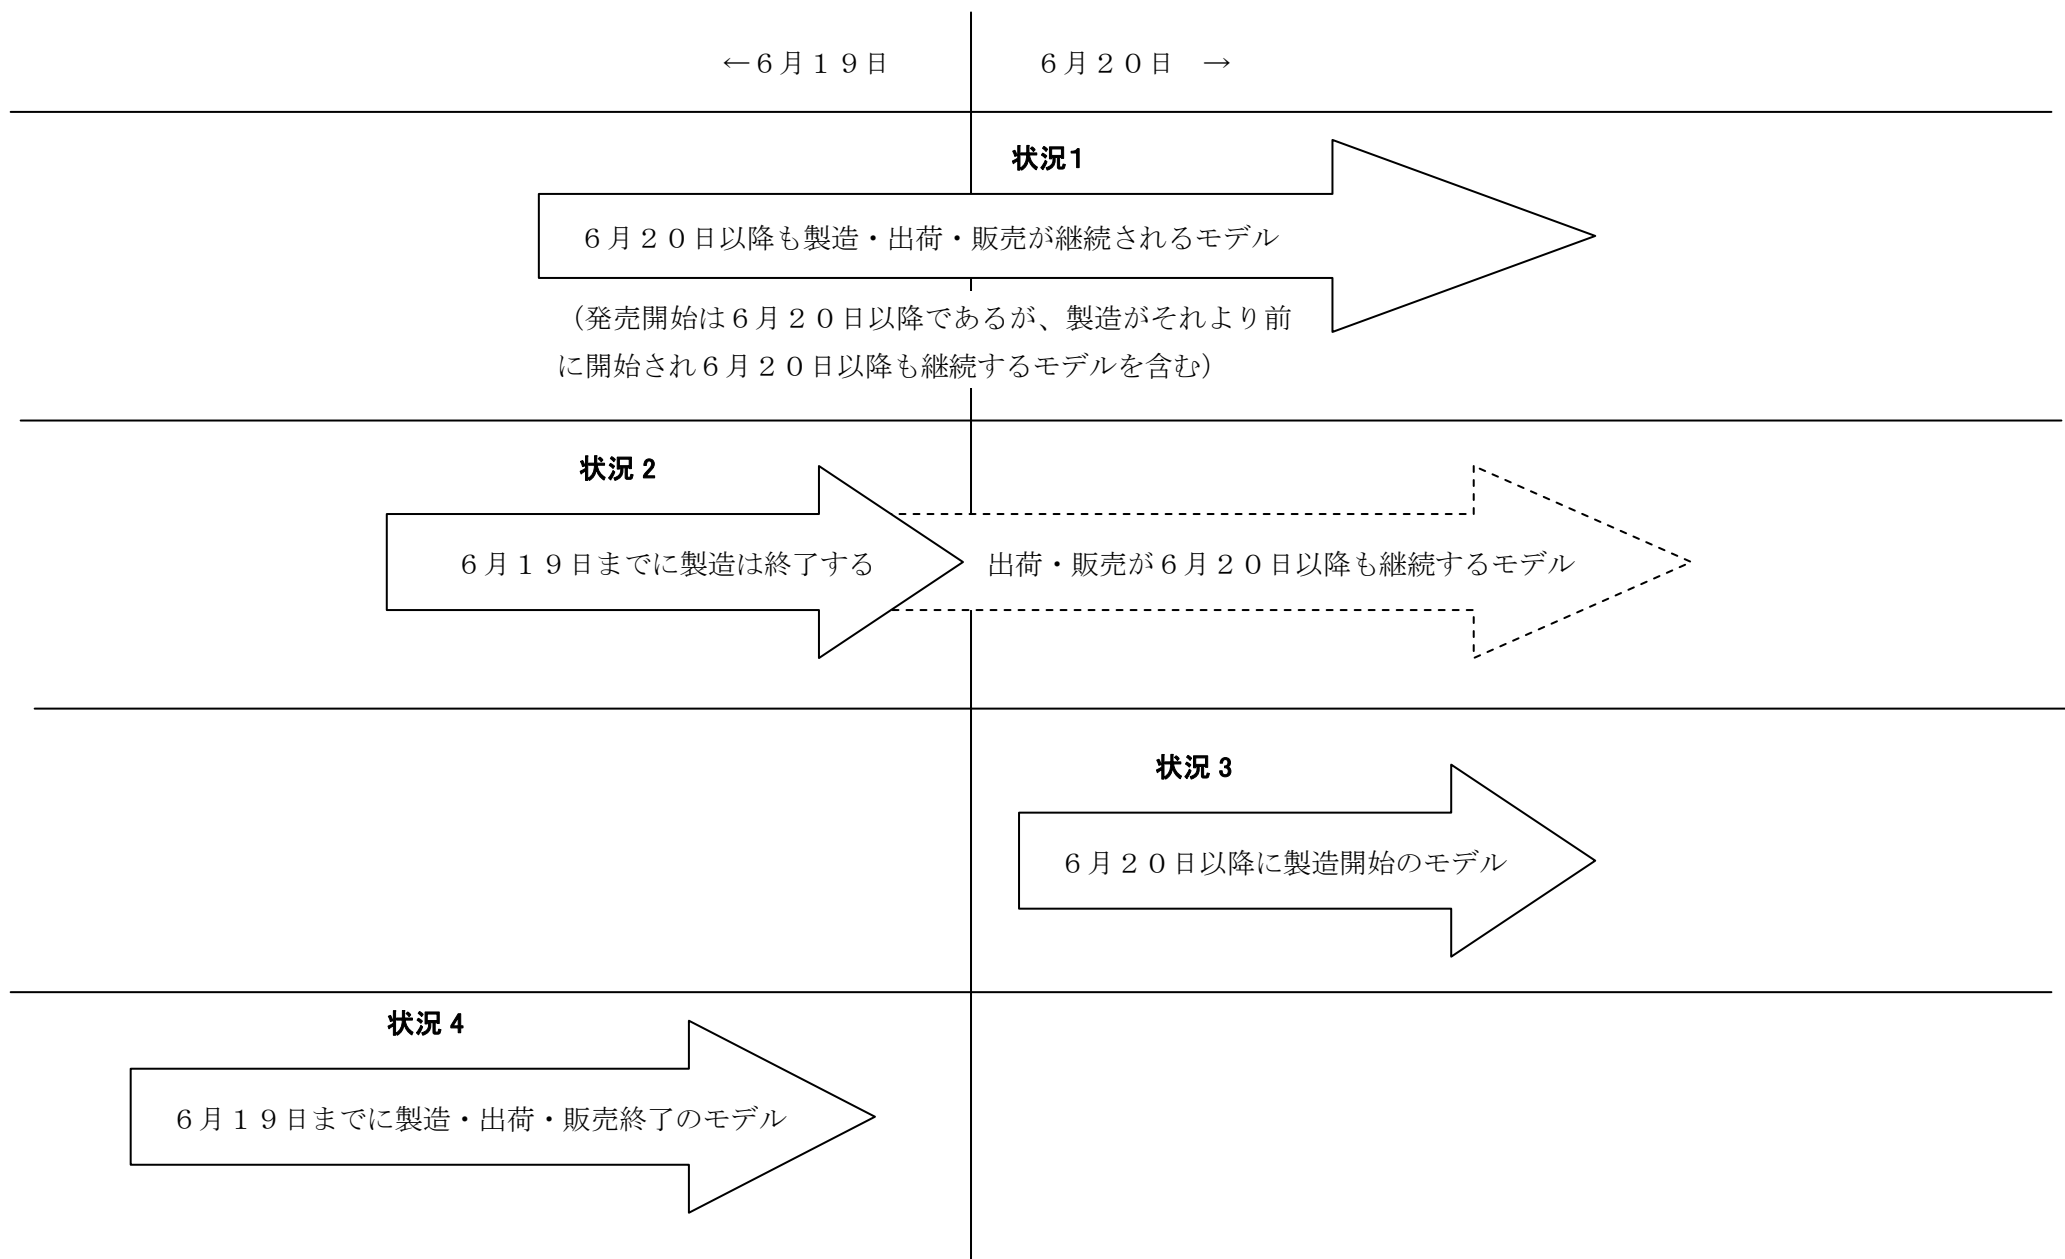 ←６月１９日
６月２０日　→
状況1
６月２０日以降も製造・出荷・販売が継続されるモデル
（発売開始は６月２０日以降であるが、製造がそれより前
に開始され６月２０日以降も継続するモデルを含む）
状況 2
６月１９日までに製造は終了する
出荷・販売が６月２０日以降も継続するモデル
状況 3
６月２０日以降に製造開始のモデル
状況 4
６月１９日までに製造・出荷・販売終了のモデル